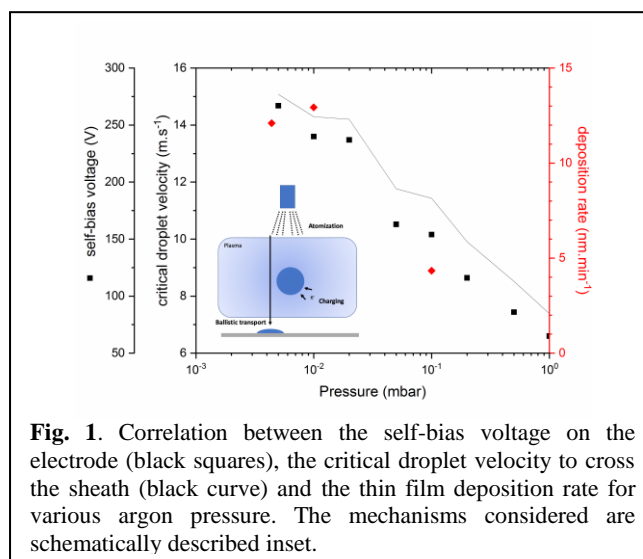 300
250
200
150
100
50
self-bias voltage (V)
16
14
12
10
8
6
critical droplet velocity (m.s⁻¹)
Atomization
Plasma
e⁻
Charging
Ballistic transport
15
10
5
0
deposition rate (nm.min⁻¹)
10⁻³ 10⁻² 10⁻¹ 10⁰
Pressure (mbar)
Fig. 1. Correlation between the self-bias voltage on the
electrode (black squares), the critical droplet velocity to cross
the sheath (black curve) and the thin film deposition rate for
various argon pressure. The mechanisms considered are
schematically described inset.